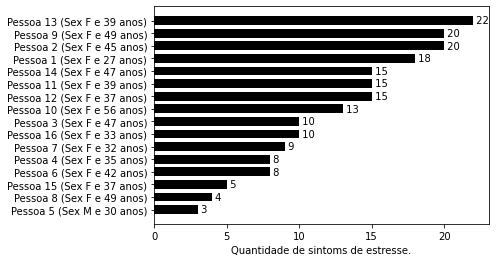 Pessoa 13 (Sex F e 39 anos) 22
Pessoa 9 (Sex F e 49 anos) 20
Pessoa 2 (Sex F e 45 anos) 20
Pessoa 1 (Sex F e 27 anos) 18
Pessoa 14 (Sex F e 47 anos) 15
Pessoa 11 (Sex F e 39 anos) 15
Pessoa 12 (Sex F e 37 anos) 15
Pessoa 10 (Sex F e 56 anos) 13
Pessoa 3 (Sex F e 47 anos) 10
Pessoa 16 (Sex F e 33 anos) 10
Pessoa 7 (Sex F e 32 anos) 9
Pessoa 4 (Sex F e 35 anos) 8
Pessoa 6 (Sex F e 42 anos) 8
Pessoa 15 (Sex F e 37 anos) 5
Pessoa 8 (Sex F e 49 anos) 4
Pessoa 5 (Sex M e 30 anos) 3
0 5 10 15 20
Quantidade de sintoms de estresse.